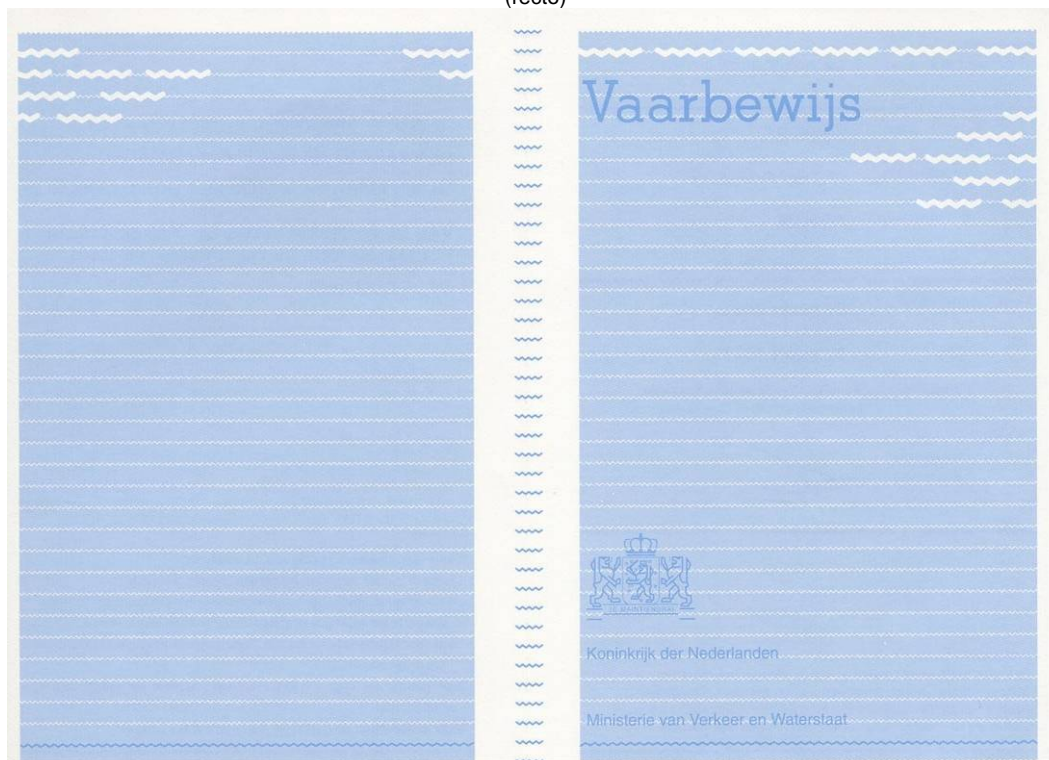 (recto)
Vaarbewijs
Koninkrijk der Nederlanden
Ministerie van Verkeer en Waterstaat